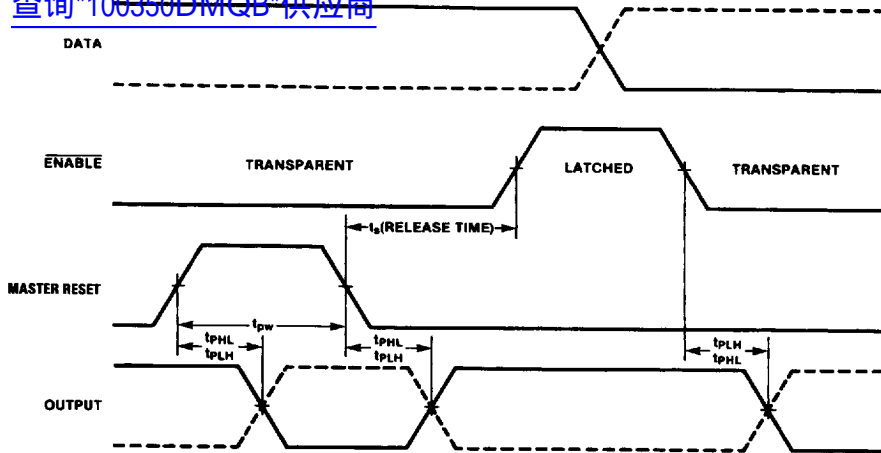 查询"100350DMQB"供应商
DATA
ENABLE
TRANSPARENT
LATCHED
TRANSPARENT
ts(RELEASE TIME)
MASTER RESET
tpw
tPHL
tPLH
tPHL
tPLH
tPLH
tPHL
OUTPUT